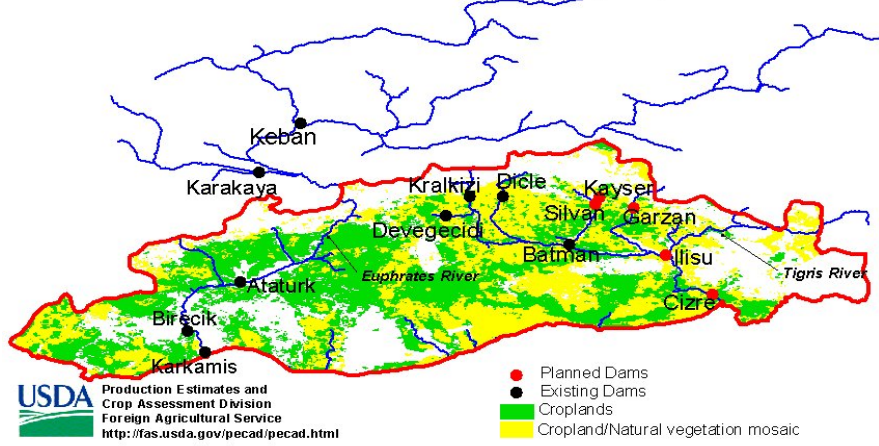 Keban
Karakaya
Kralkizi
Dicle
Kayser
Silvan
Garzan
Devegecidi
Batman
Ilisu
Euphrates River
Tigris River
Ataturk
Cizre
Birecik
Karkamis
USDA
Production Estimates and
Crop Assessment Division
Foreign Agricultural Service
http://fas.usda.gov/pecad/pecad.html
Planned Dams
Existing Dams
Croplands
Cropland/Natural vegetation mosaic